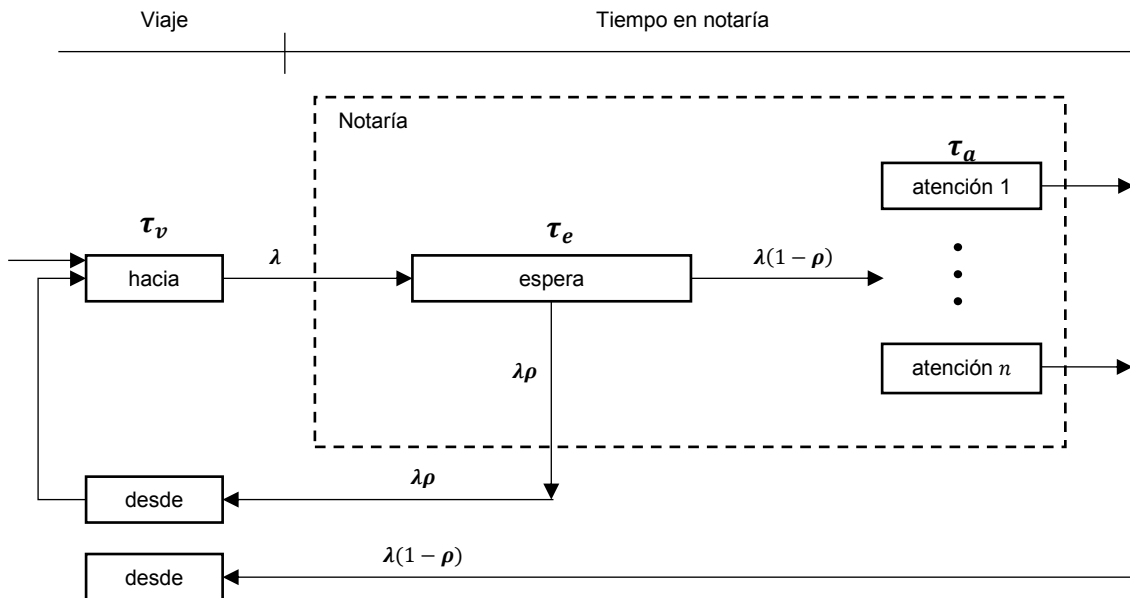 Viaje
Tiempo en notaría
Notaría
τ_a
atención 1
τ_v
τ_e
hacia
λ
espera
λ(1 − ρ)
λρ
atención n
λρ
desde
λ(1 − ρ)
desde